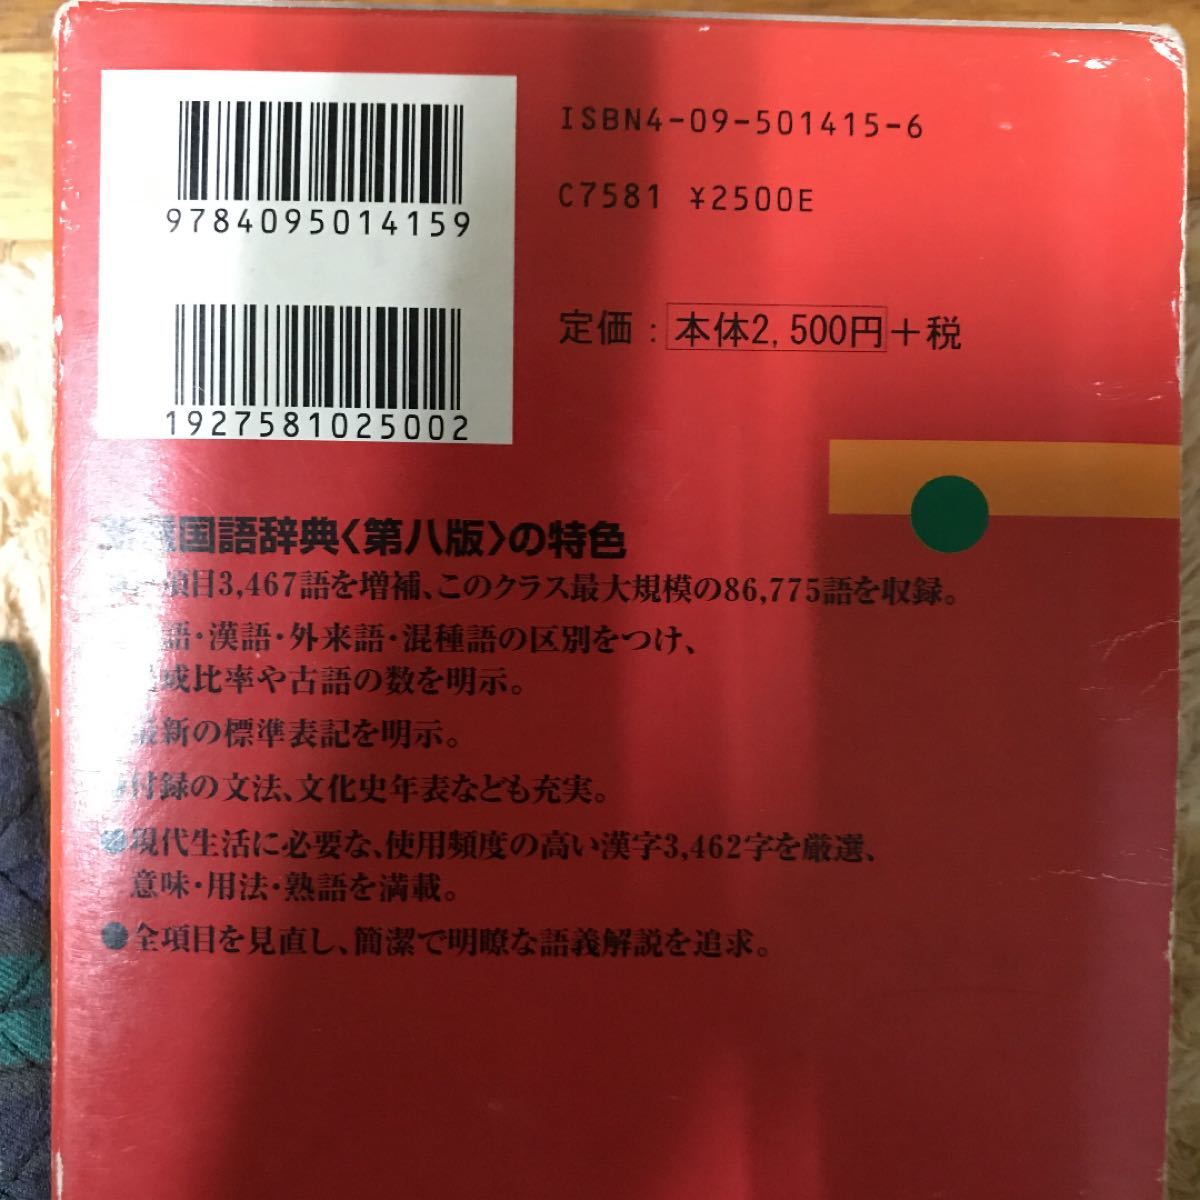 9784095014159
1927581025002
ISBN4-09-501415-6
C7581 ¥2500E
定価：本体2,500円+税
国語辞典〈第八版〉の特色
項目3,467語を増補、このクラス最大規模の86,775語を収録。
語・漢語・外来語・混種語の区別をつけ、
成比率や古語の数を明示。
最新の標準表記を明示。
付録の文法、文化史年表なども充実。
●現代生活に必要な、使用頻度の高い漢字3,462字を厳選、
意味・用法・熟語を満載。
●全項目を見直し、簡潔で明瞭な語義解説を追求。